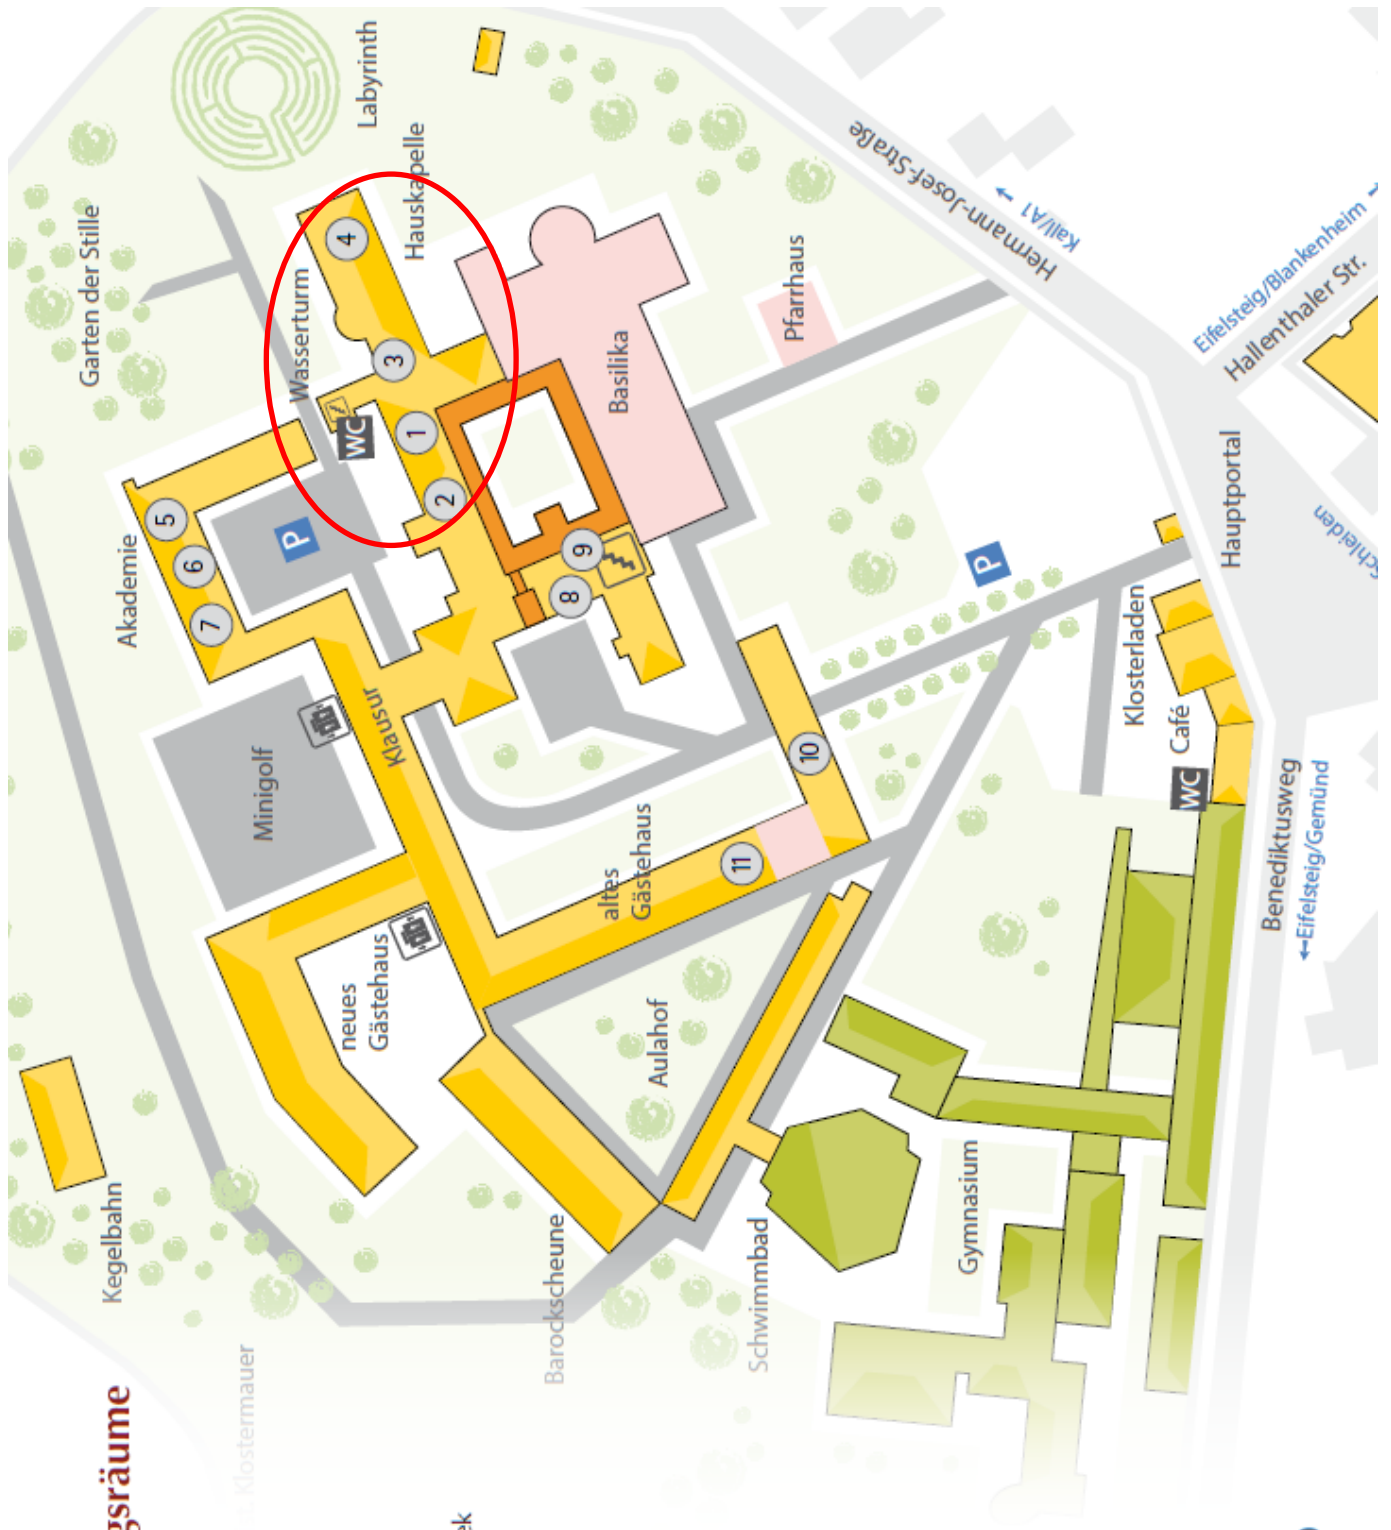 gsräume
ek
t. Klostermauer
Kegelbahn
Garten der Stille
Labyrinth
Hauskapelle
Wasserturm
4
3
WC
1
2
Akademie
5
6
7
P
Basilika
Pfarrhaus
9
8
Minigolf
Klausur
neues
Gästehaus
altes
Gästehaus
10
11
P
Aulahof
Barockscheune
Schwimmbad
Gymnasium
Klosterladen
Café
WC
Hauptportal
Hermann-Josef-Straße
Kall/A1
Eifelsteig/Blankenheim
Hallenthaler Str.
Schleiden
Benediktusweg
Eifelsteig/Gemünd